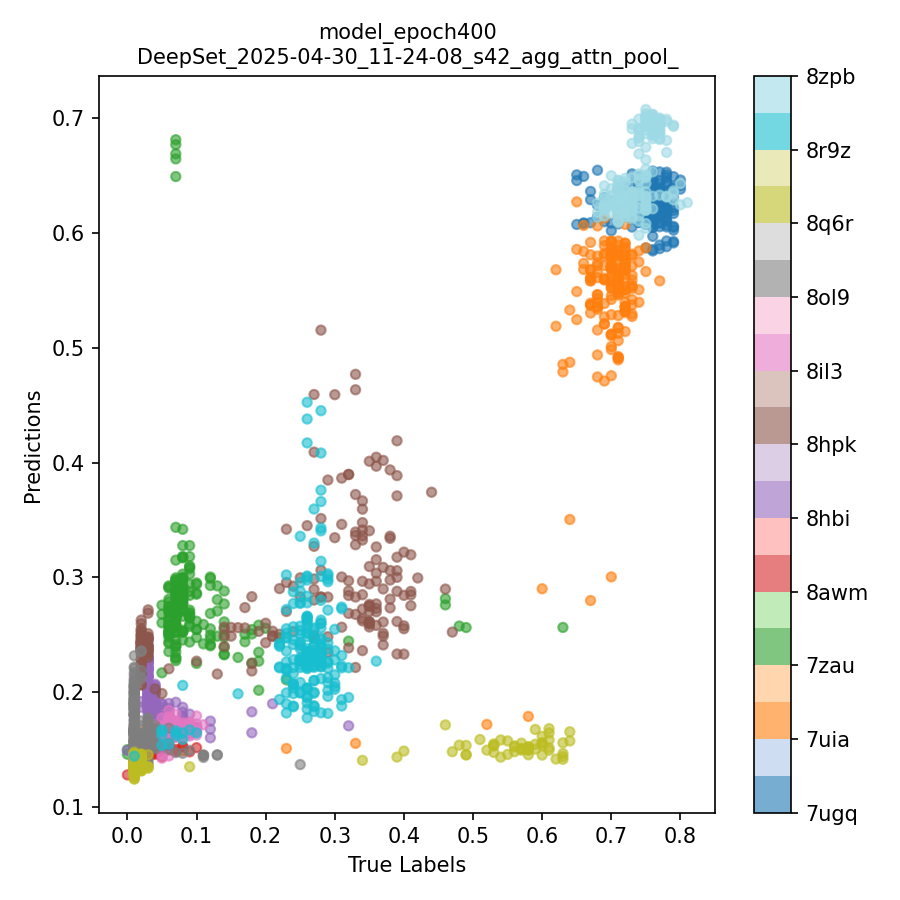 model_epoch400
DeepSet_2025-04-30_11-24-08_s42_agg_attn_pool_
Predictions
0.7
0.6
0.5
0.4
0.3
0.2
0.1
0.0 0.1 0.2 0.3 0.4 0.5 0.6 0.7 0.8
True Labels
8zpb
8r9z
8q6r
8ol9
8il3
8hpk
8hbi
8awm
7zau
7uia
7ugq